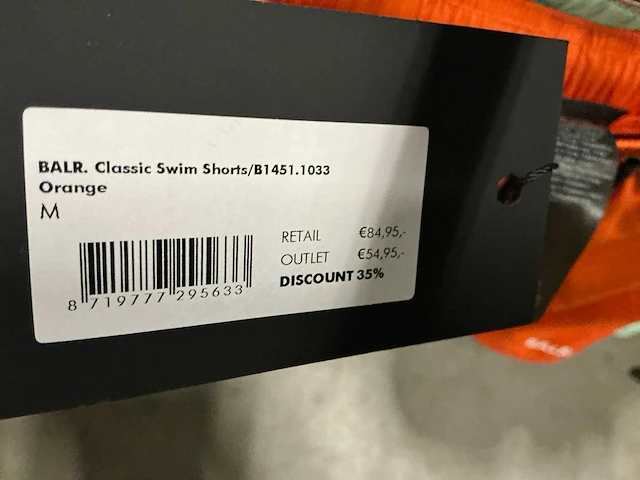 BALR. Classic Swim Shorts/B1451.1033
Orange
M
RETAIL €84,95,-
OUTLET €54,95,-
DISCOUNT 35%
8 719777 295633